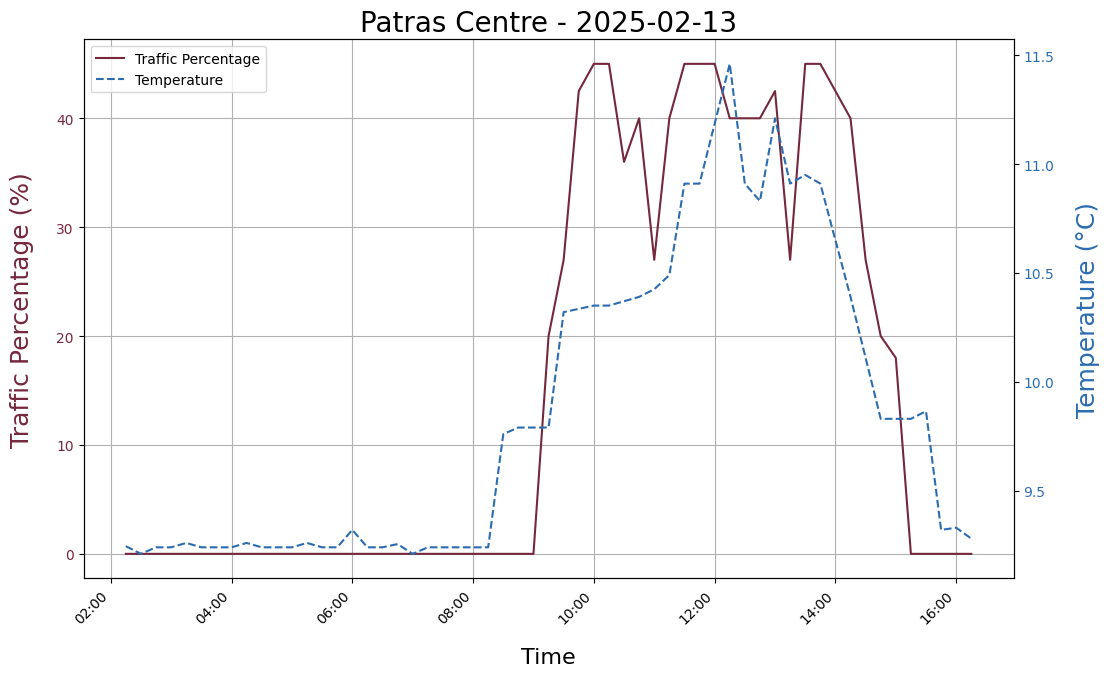 Patras Centre - 2025-02-13
Traffic Percentage
Temperature
Traffic Percentage (%)
40
30
20
10
0
11.5
11.0
10.5
10.0
9.5
Temperature (°C)
02:00 04:00 06:00 08:00 10:00 12:00 14:00 16:00
Time